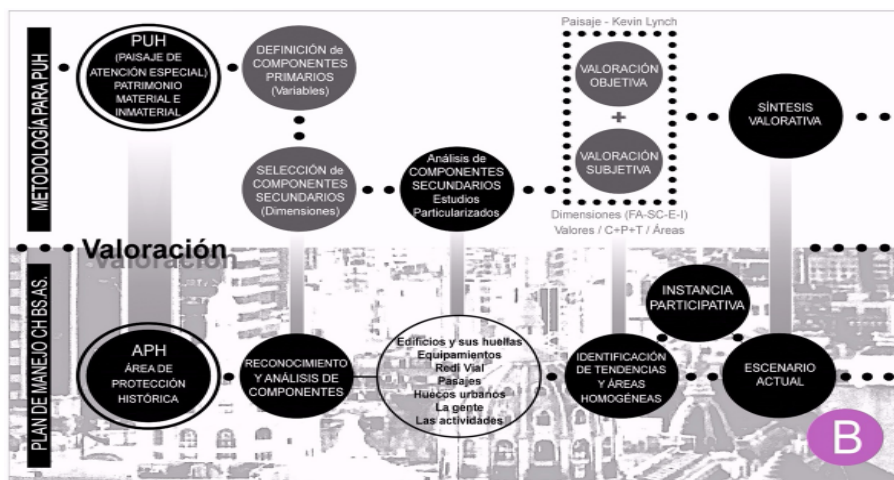 METODOLOGÍA PARA PUH
PUH
(PAISAJE DE
ATENCIÓN ESPECIAL)
PATRIMONIO
MATERIAL E
INMATERIAL
DEFINICIÓN de
COMPONENTES
PRIMARIOS
(Variables)
SELECCIÓN de
COMPONENTES
SECUNDARIOS
(Dimensiones)
Análisis de
COMPONENTES
SECUNDARIOS
Estudios
Particularizados
Paisaje - Kevin Lynch
VALORACIÓN
OBJETIVA
+
VALORACIÓN
SUBJETIVA
Dimensiones (FA-SC-E-I)
Valores / C+P+T / Áreas
SÍNTESIS
VALORATIVA
Valoración
PLAN DE MANEJO CH BS.AS.
APH
ÁREA DE
PROTECCIÓN
HISTÓRICA
RECONOCIMIENTO
Y ANÁLISIS DE
COMPONENTES
Edificios y sus huellas
Equipamientos
Redi Vial
Pasajes
Huecos urbanos
La gente
Las actividades
IDENTIFICACIÓN
DE TENDENCIAS
Y ÁREAS
HOMOGÉNEAS
INSTANCIA
PARTICIPATIVA
ESCENARIO
ACTUAL
B